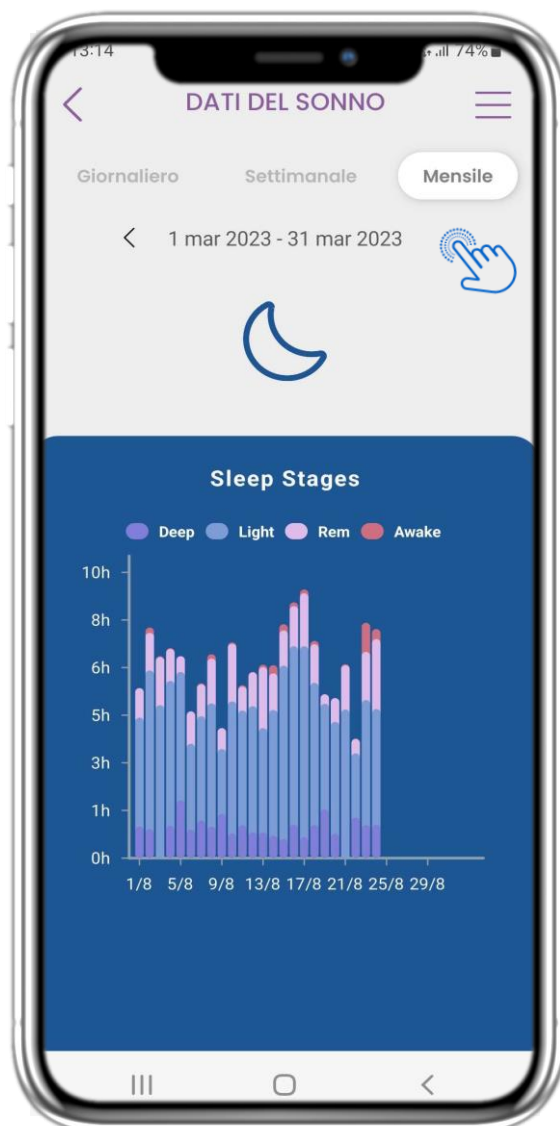 13:14
74%
DATI DEL SONNO
Giornaliero Settimanale Mensile
1 mar 2023 - 31 mar 2023
Sleep Stages
Deep Light Rem Awake
10h
8h
6h
5h
3h
1h
0h
1/8 5/8 9/8 13/8 17/8 21/8 25/8 29/8